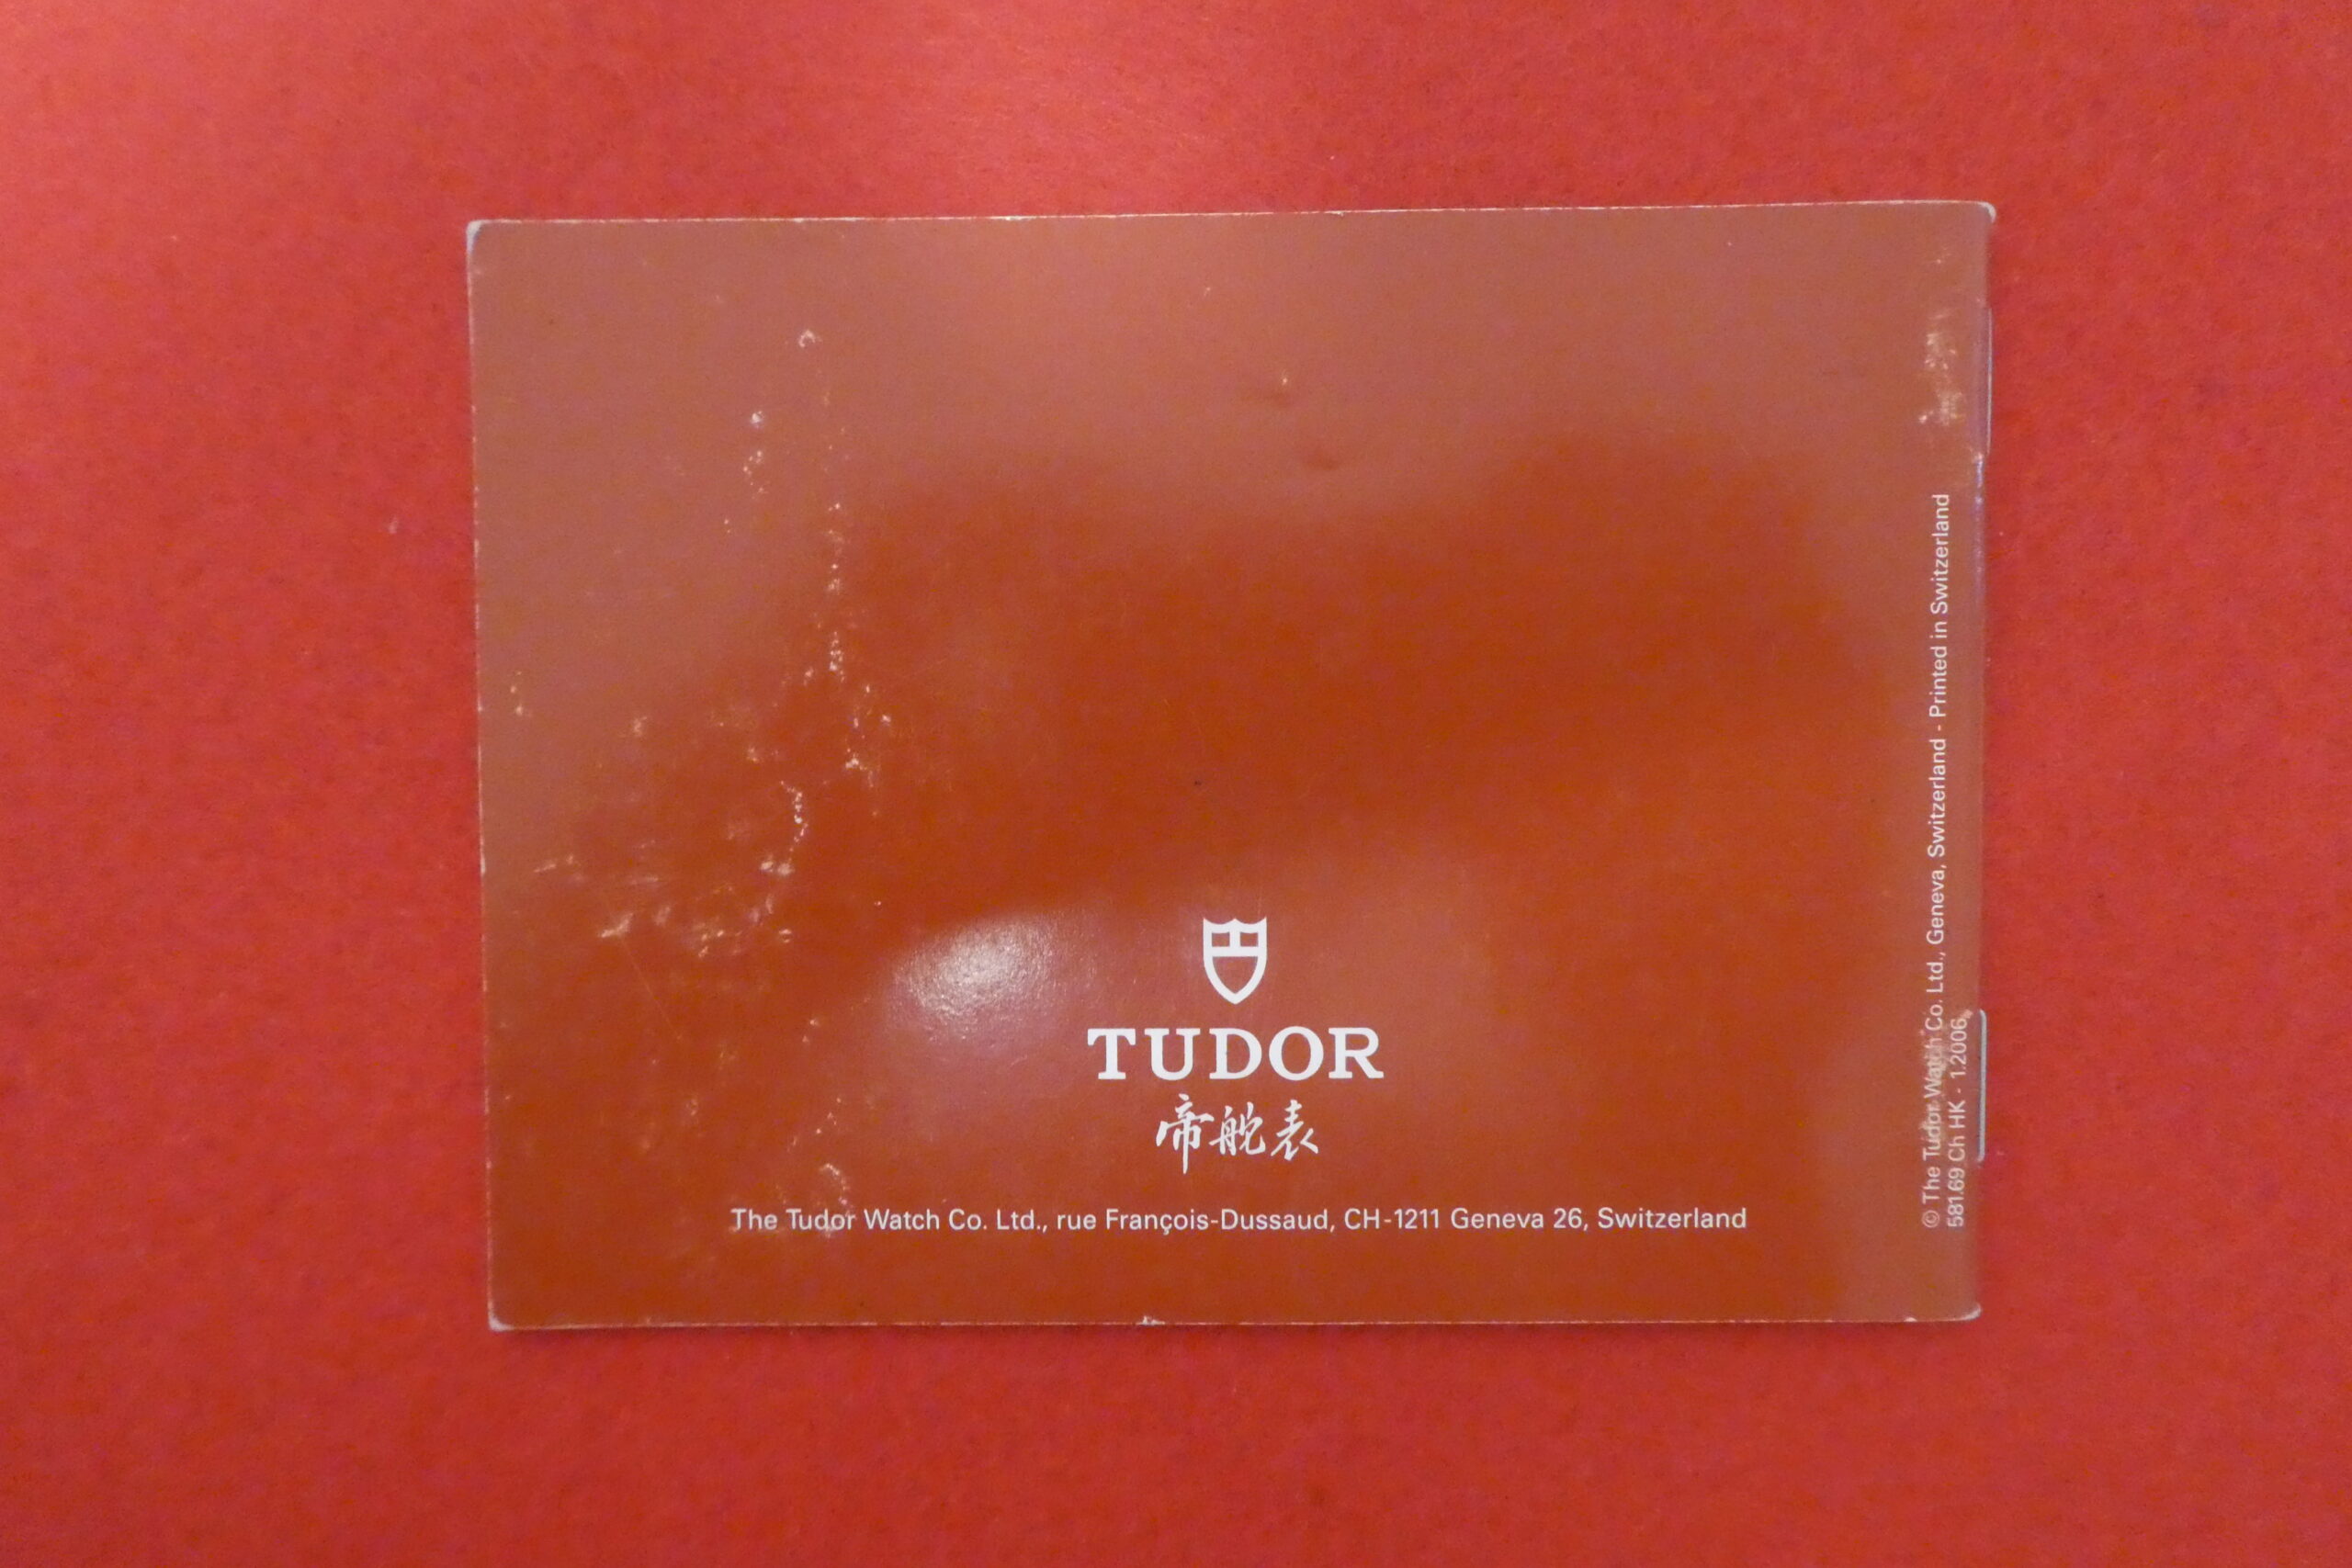 TUDOR
帝舵表
The Tudor Watch Co. Ltd., rue François-Dussaud, CH-1211 Geneva 26, Switzerland
© The Tudor Watch Co. Ltd., Geneva, Switzerland - Printed in Switzerland
581.69 Ch HK - 1.2006